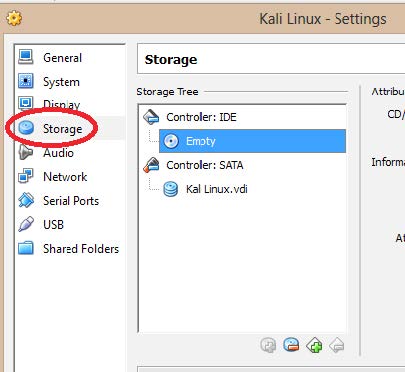 Kali Linux - Settings
General
System
Display
Storage
Audio
Network
Serial Ports
USB
Shared Folders
Storage
Storage Tree
Controler: IDE
Empty
Controler: SATA
Kal Linux.vdi
Attribu
CD/
Informa
At